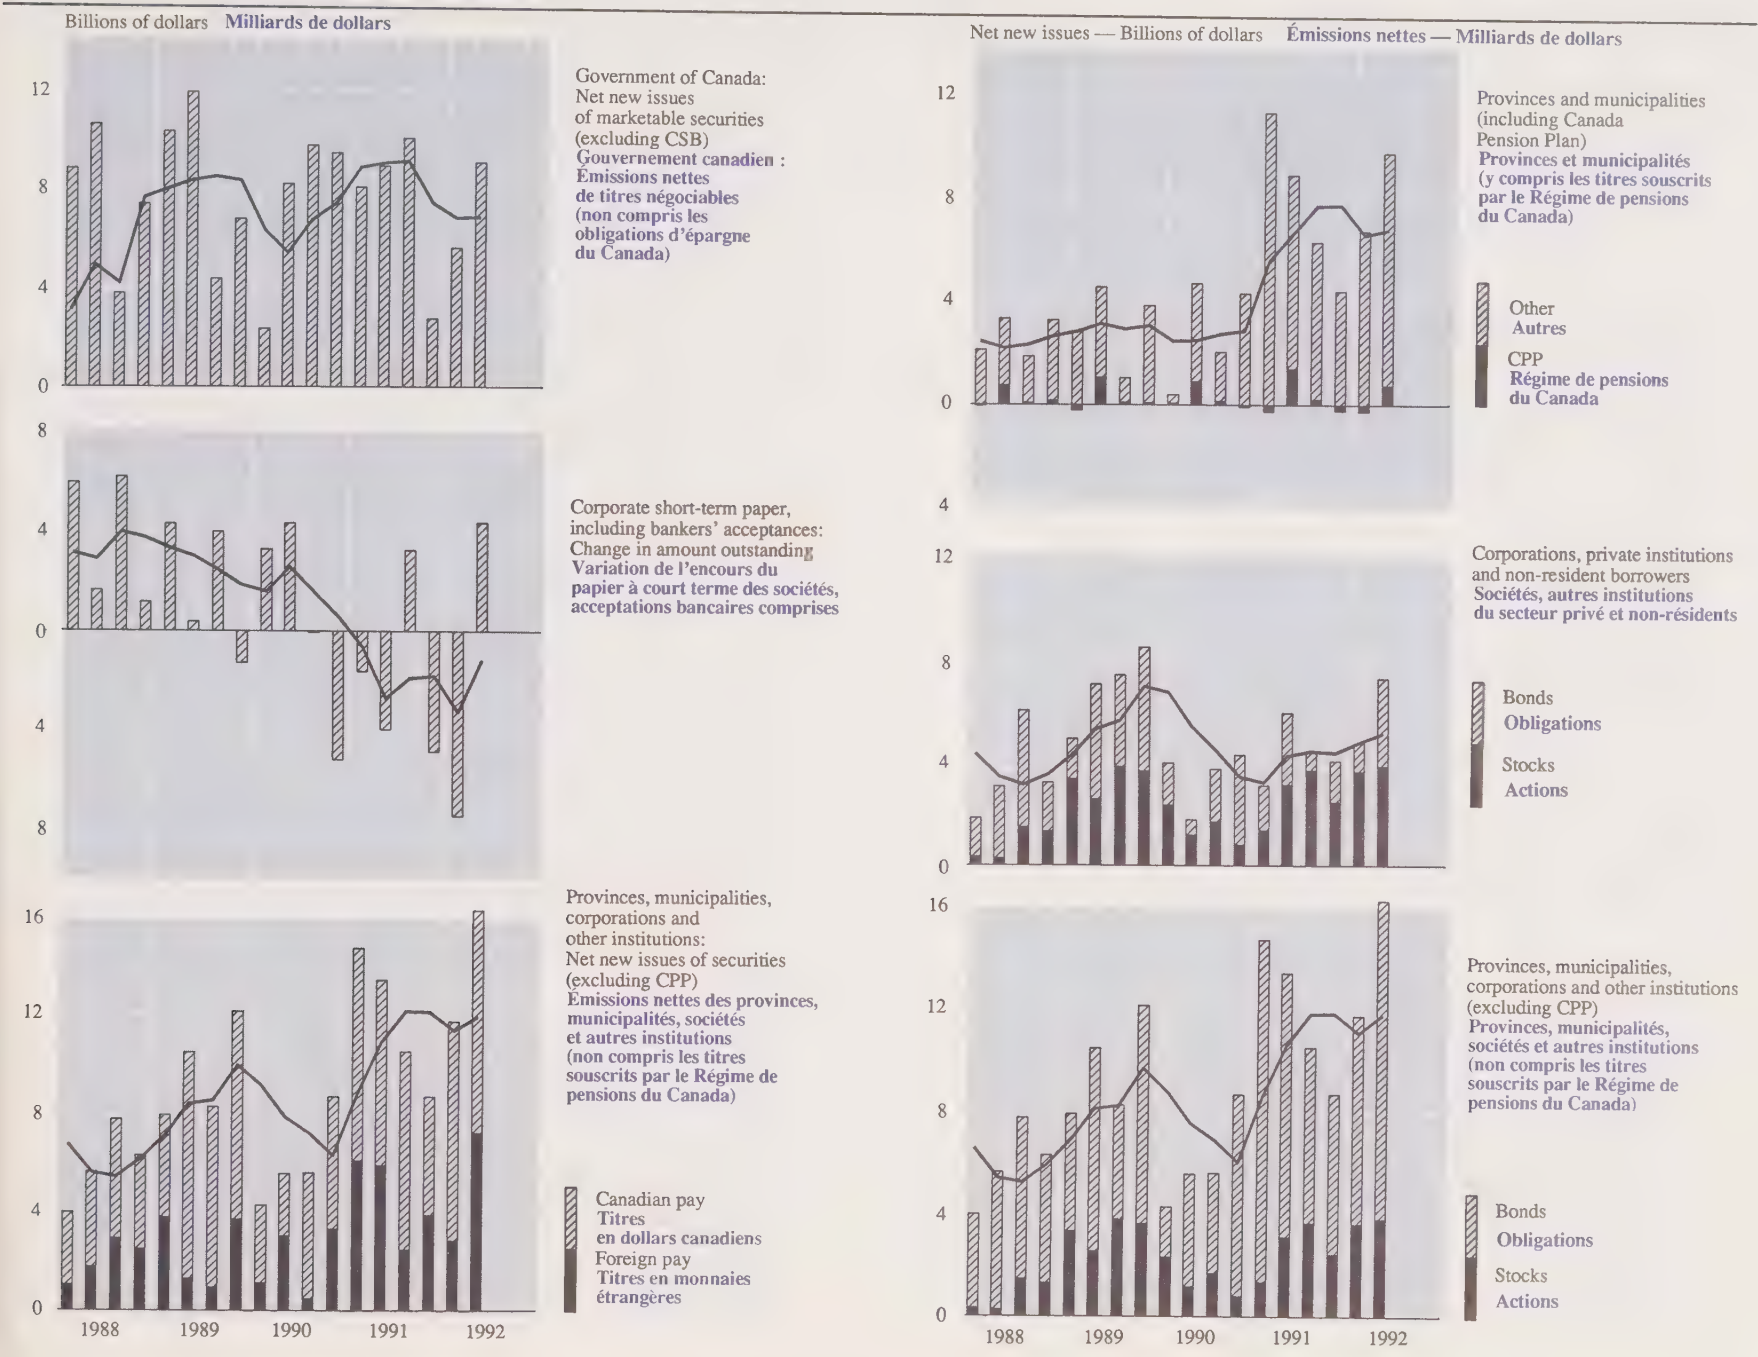 Billions of dollars Milliards de dollars
12
8
4
0
Government of Canada:
Net new issues
of marketable securities
(excluding CSB)
Gouvernement canadien :
Émissions nettes
de titres négociables
(non compris les
obligations d'épargne
du Canada)
8
4
0
4
8
Corporate short-term paper,
including bankers' acceptances:
Change in amount outstanding
Variation de l'encours du
papier à court terme des sociétés,
acceptations bancaires comprises
16
12
8
4
0
1988 1989 1990 1991 1992
Provinces, municipalities,
corporations and
other institutions:
Net new issues of securities
(excluding CPP)
Émissions nettes des provinces,
municipalités, sociétés
et autres institutions
(non compris les titres
souscrits par le Régime de
pensions du Canada)
Canadian pay
Titres
en dollars canadiens
Foreign pay
Titres en monnaies
étrangères
Net new issues — Billions of dollars Émissions nettes — Milliards de dollars
12
8
4
0
4
Provinces and municipalities
(including Canada
Pension Plan)
Provinces et municipalités
(y compris les titres souscrits
par le Régime de pensions
du Canada)
Other
Autres
CPP
Régime de pensions
du Canada
12
8
4
0
Corporations, private institutions
and non-resident borrowers
Sociétés, autres institutions
du secteur privé et non-résidents
Bonds
Obligations
Stocks
Actions
16
12
8
4
0
1988 1989 1990 1991 1992
Provinces, municipalities,
corporations and other institutions
(excluding CPP)
Provinces, municipalités,
sociétés et autres institutions
(non compris les titres
souscrits par le Régime de
pensions du Canada)
Bonds
Obligations
Stocks
Actions